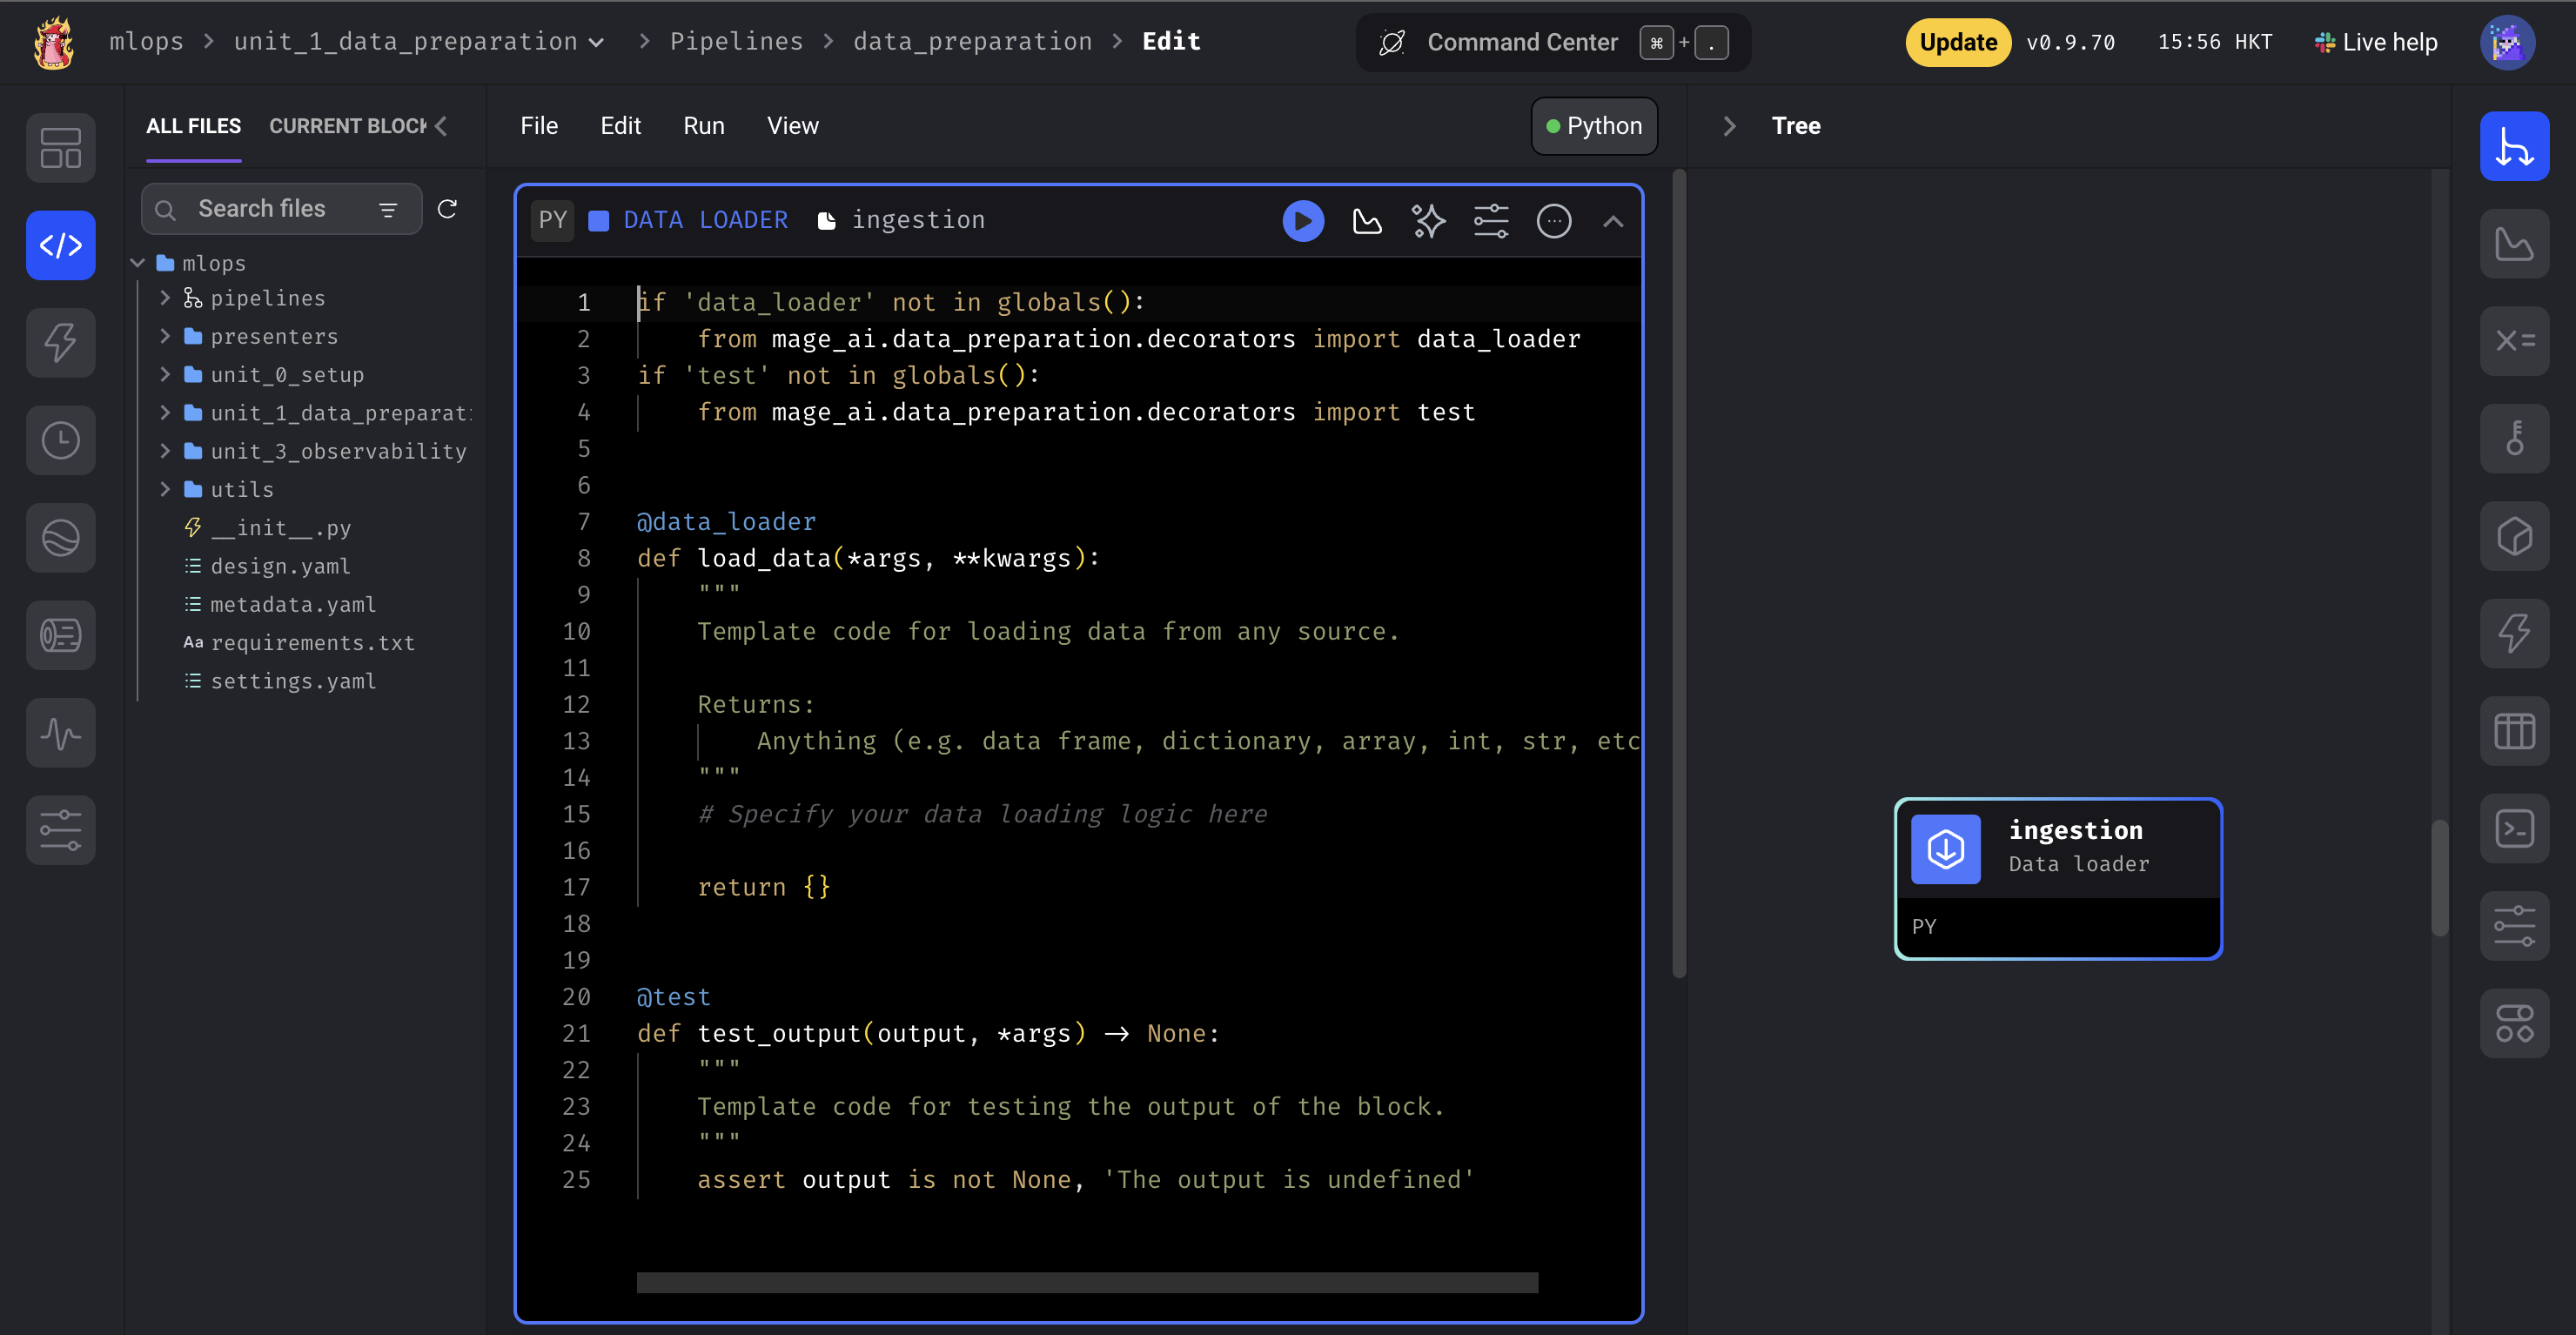 mlops > unit_1_data_preparation > Pipelines > data_preparation > Edit
Command Center ⌘ + .
Update v0.9.70 15:56 HKT Live help
ALL FILES CURRENT BLOCK
Search files
mlops
pipelines
presenters
unit_0_setup
unit_1_data_preparat
unit_3_observability
utils
__init__.py
design.yaml
metadata.yaml
Aa requirements.txt
settings.yaml
File Edit Run View Python
PY DATA LOADER ingestion
1 if 'data_loader' not in globals():
2 from mage_ai.data_preparation.decorators import data_loader
3 if 'test' not in globals():
4 from mage_ai.data_preparation.decorators import test
5
6
7 @data_loader
8 def load_data(*args, **kwargs):
9 """
10 Template code for loading data from any source.
11
12 Returns:
13 Anything (e.g. data frame, dictionary, array, int, str, etc
14 """
15 # Specify your data loading logic here
16
17 return {}
18
19
20 @test
21 def test_output(output, *args) -> None:
22 """
23 Template code for testing the output of the block.
24 """
25 assert output is not None, 'The output is undefined'
Tree
ingestion
Data loader
PY